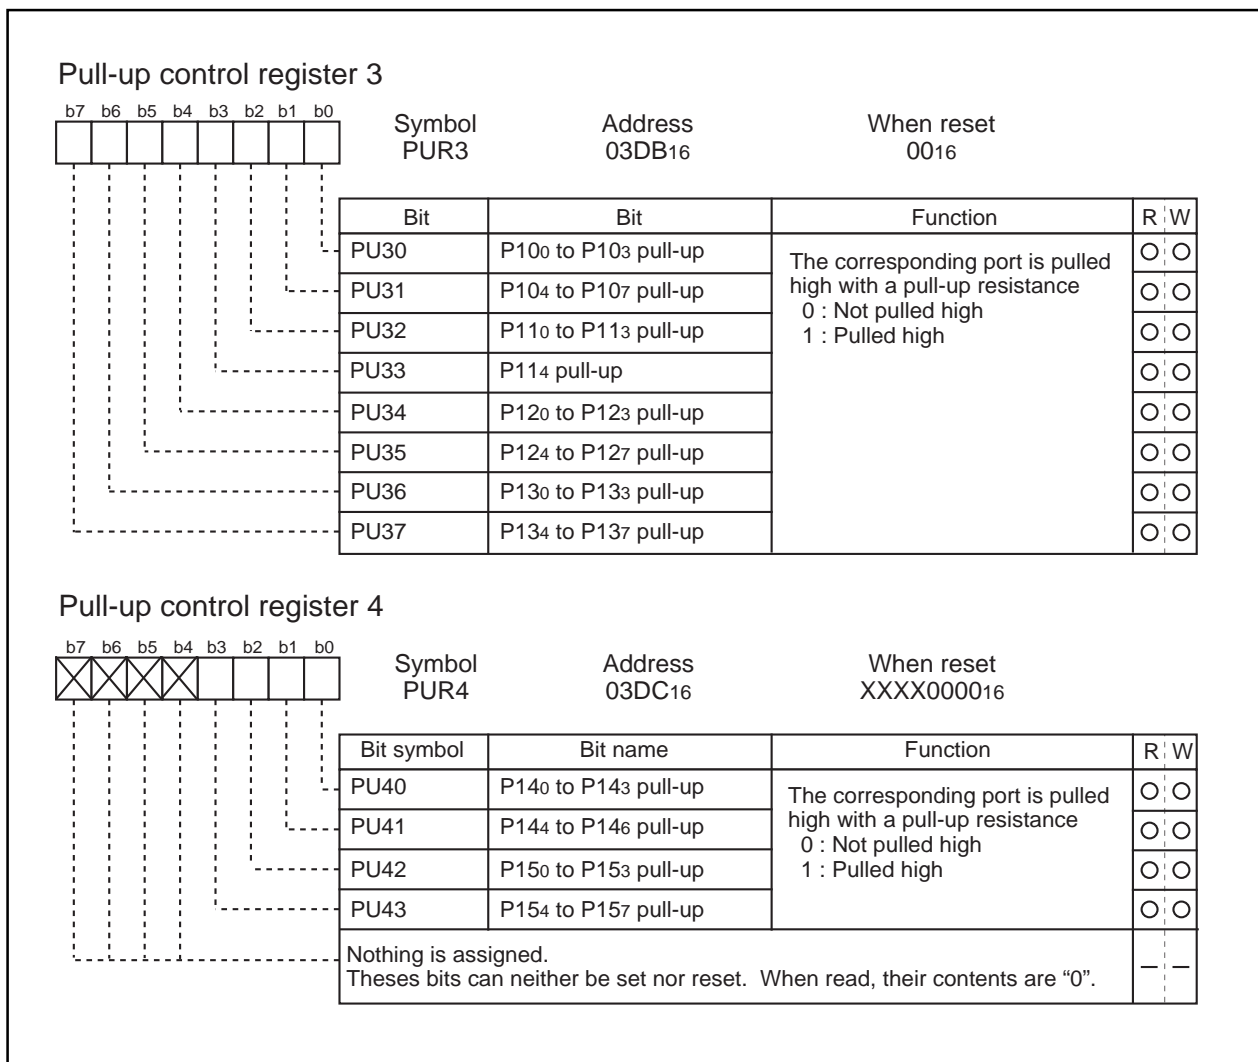 Pull-up control register 3
b7 b6 b5 b4 b3 b2 b1 b0
Symbol Address When reset
PUR3 03DB16 0016
Bit Bit Function R W
PU30 P100 to P103 pull-up
The corresponding port is pulled
high with a pull-up resistance
0 : Not pulled high
1 : Pulled high
PU31 P104 to P107 pull-up
PU32 P110 to P113 pull-up
PU33 P114 pull-up
PU34 P120 to P123 pull-up
PU35 P124 to P127 pull-up
PU36 P130 to P133 pull-up
PU37 P134 to P137 pull-up
Pull-up control register 4
b7 b6 b5 b4 b3 b2 b1 b0
Symbol Address When reset
PUR4 03DC16 XXXX000016
Bit symbol Bit name Function R W
PU40 P140 to P143 pull-up
The corresponding port is pulled
high with a pull-up resistance
0 : Not pulled high
1 : Pulled high
PU41 P144 to P146 pull-up
PU42 P150 to P153 pull-up
PU43 P154 to P157 pull-up
Nothing is assigned.
Theses bits can neither be set nor reset. When read, their contents are “0”.